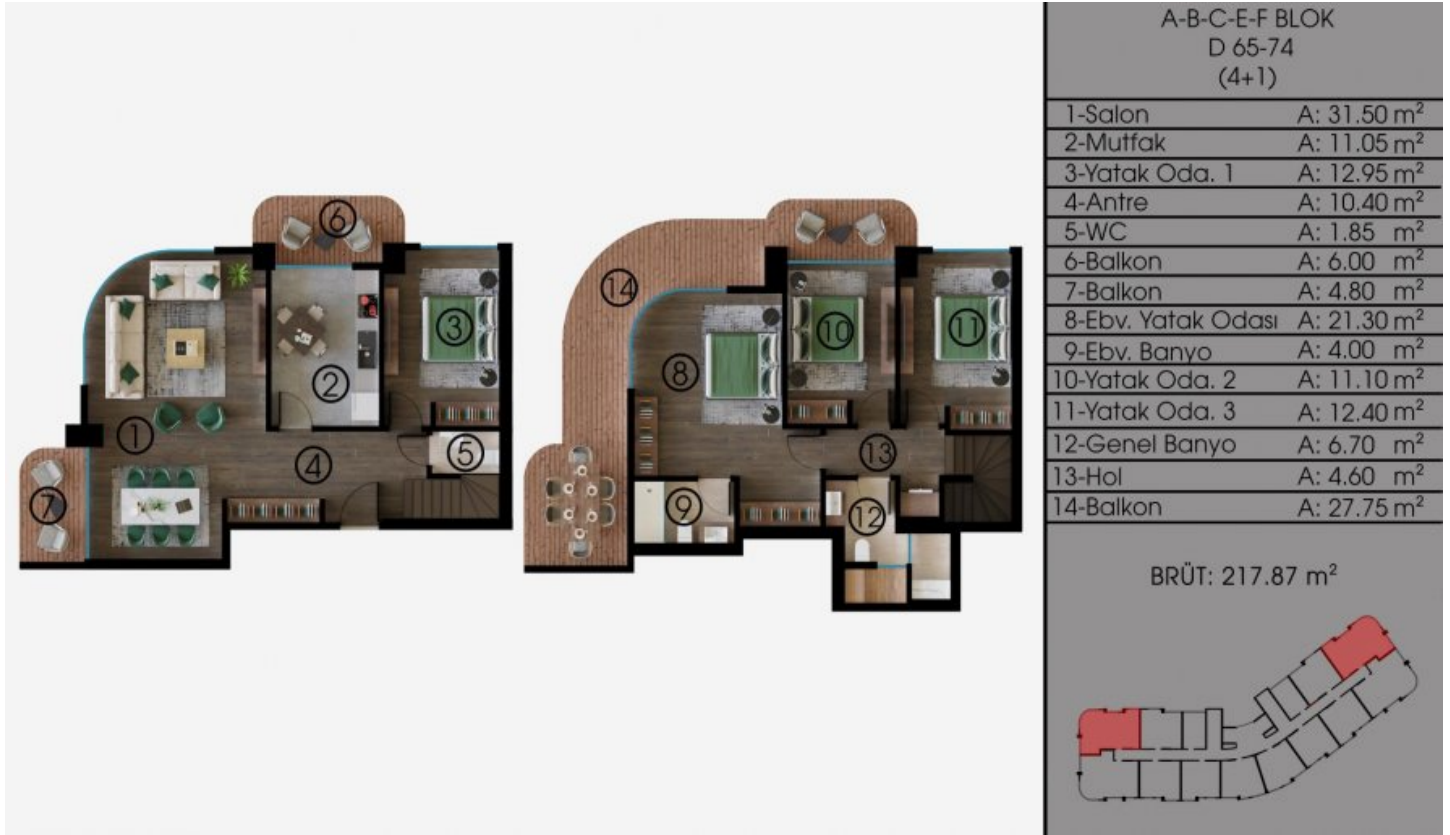 A-B-C-E-F BLOK
D 65-74
(4+1)
1-Salon A: 31.50 m²
2-Mutfak A: 11.05 m²
3-Yatak Oda. 1 A: 12.95 m²
4-Antre A: 10.40 m²
5-WC A: 1.85 m²
6-Balkon A: 6.00 m²
7-Balkon A: 4.80 m²
8-Ebv. Yatak Odası A: 21.30 m²
9-Ebv. Banyo A: 4.00 m²
10-Yatak Oda. 2 A: 11.10 m²
11-Yatak Oda. 3 A: 12.40 m²
12-Genel Banyo A: 6.70 m²
13-Hol A: 4.60 m²
14-Balkon A: 27.75 m²
BRÜT: 217.87 m²
6
3
2
1
4
5
7
14
10
11
8
13
9
12